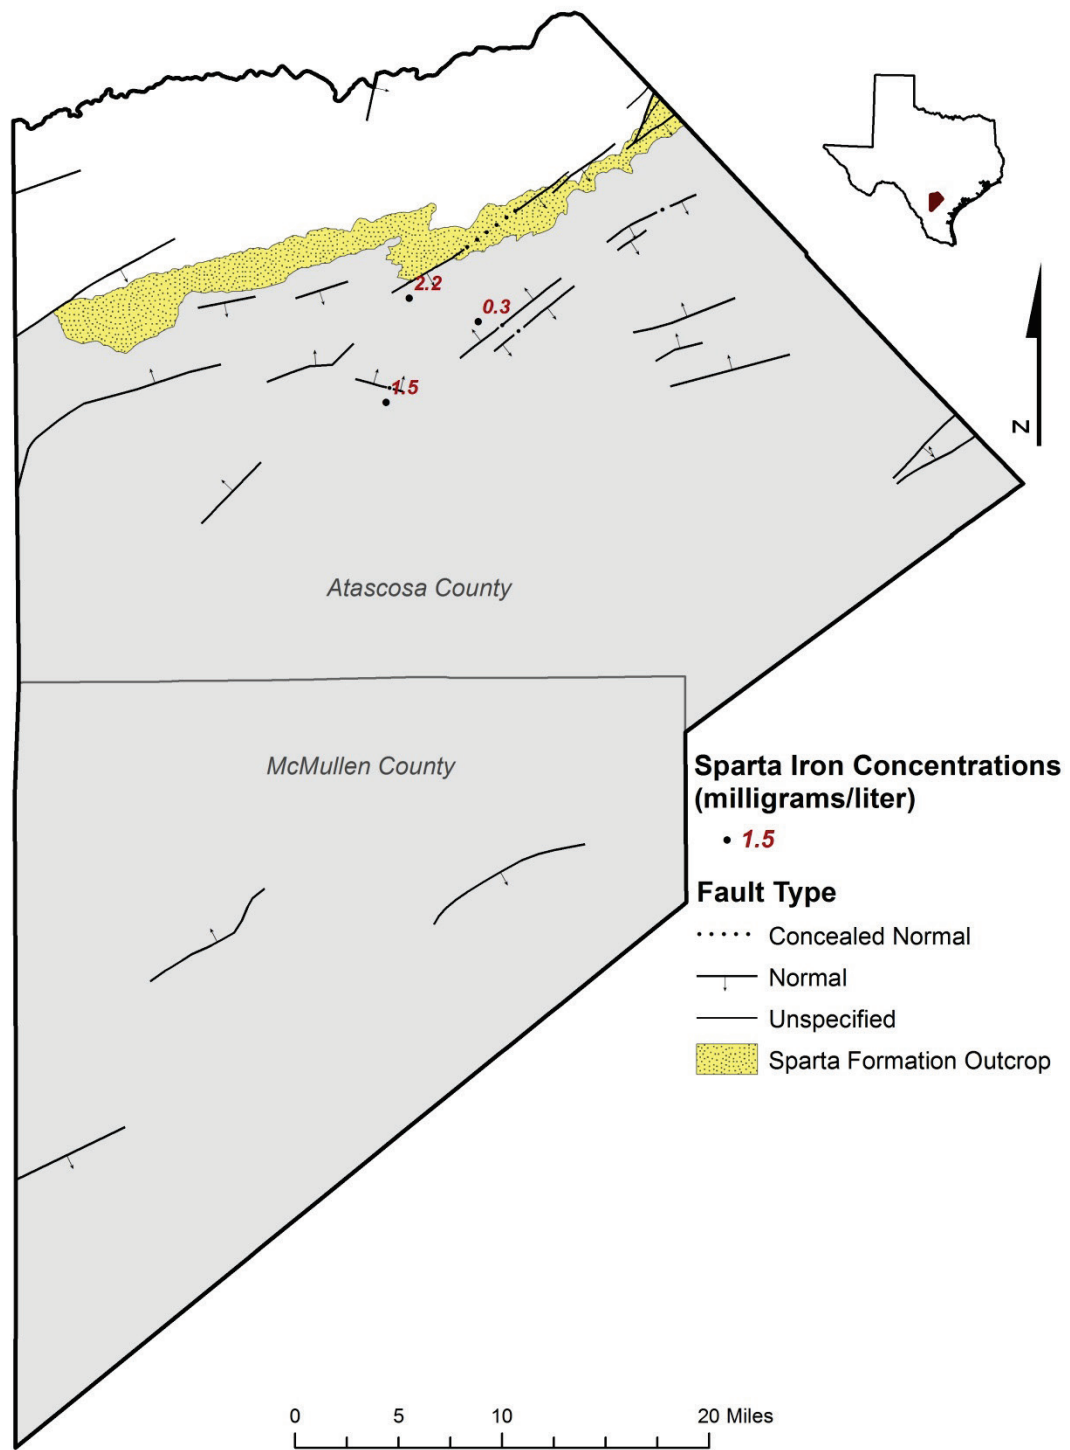 2.2
0.3
1.5
N
Atascosa County
McMullen County
Sparta Iron Concentrations
(milligrams/liter)
1.5
Fault Type
Concealed Normal
Normal
Unspecified
Sparta Formation Outcrop
0 5 10 20 Miles